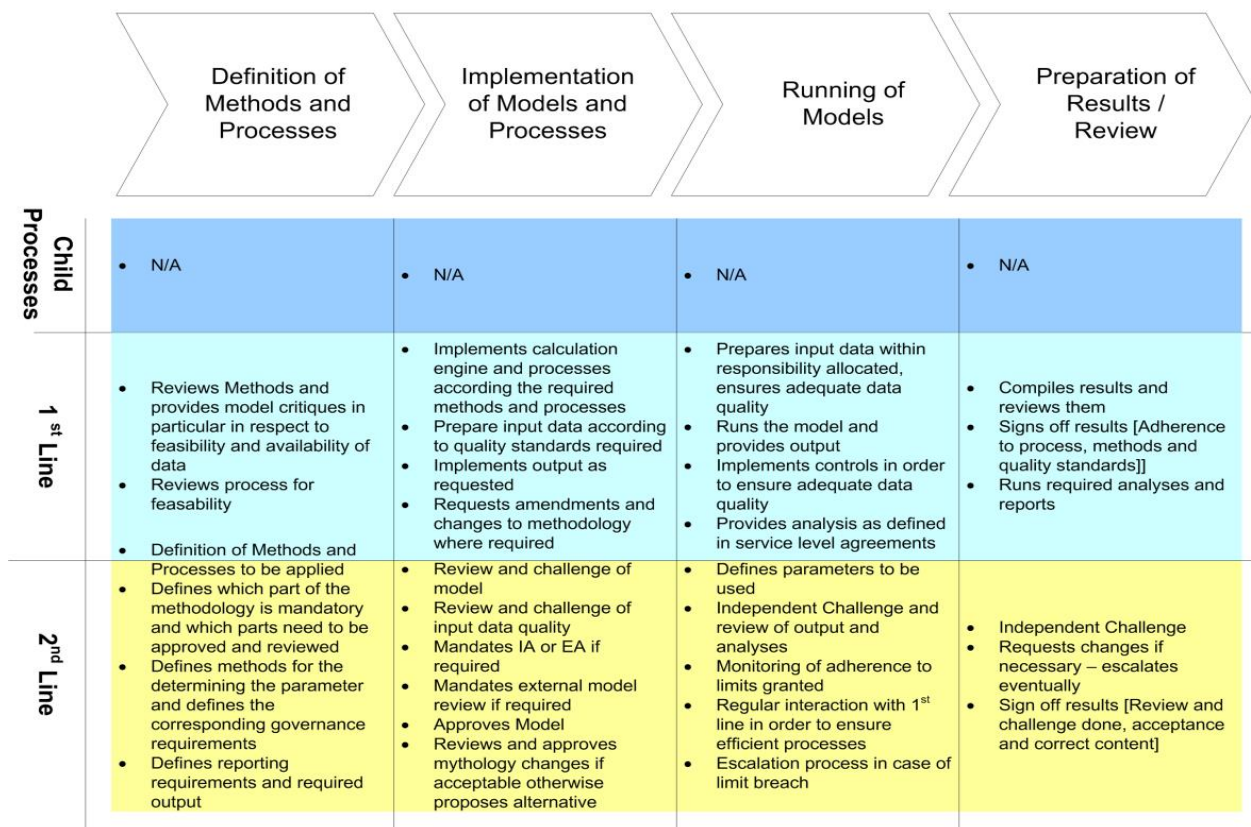 Definition of
Methods and
Processes
Implementation
of Models and
Processes
Running of
Models
Preparation of
Results /
Review
Child
Processes
• N/A
• N/A
• N/A
• N/A
1st Line
• Reviews Methods and
provides model critiques in
particular in respect to
feasibility and availability of
data
• Reviews process for
feasability
• Implements calculation
engine and processes
according the required
methods and processes
• Prepare input data according
to quality standards required
• Implements output as
requested
• Requests amendments and
changes to methodology
where required
• Prepares input data within
responsibility allocated,
ensures adequate data
quality
• Runs the model and
provides output
• Implements controls in order
to ensure adequate data
quality
• Provides analysis as defined
in service level agreements
• Compiles results and
reviews them
• Signs off results [Adherence
to process, methods and
quality standards]]
• Runs required analyses and
reports
2nd Line
• Definition of Methods and
Processes to be applied
• Defines which part of the
methodology is mandatory
and which parts need to be
approved and reviewed
• Defines methods for the
determining the parameter
and defines the
corresponding governance
requirements
• Defines reporting
requirements and required
output
• Review and challenge of
model
• Review and challenge of
input data quality
• Mandates IA or EA if
required
• Mandates external model
review if required
• Approves Model
• Reviews and approves
mythology changes if
acceptable otherwise
proposes alternative
• Defines parameters to be
used
• Independent Challenge and
review of output and
analyses
• Monitoring of adherence to
limits granted
• Regular interaction with 1st
line in order to ensure
efficient processes
• Escalation process in case of
limit breach
• Independent Challenge
• Requests changes if
necessary – escalates
eventually
• Sign off results [Review and
challenge done, acceptance
and correct content]